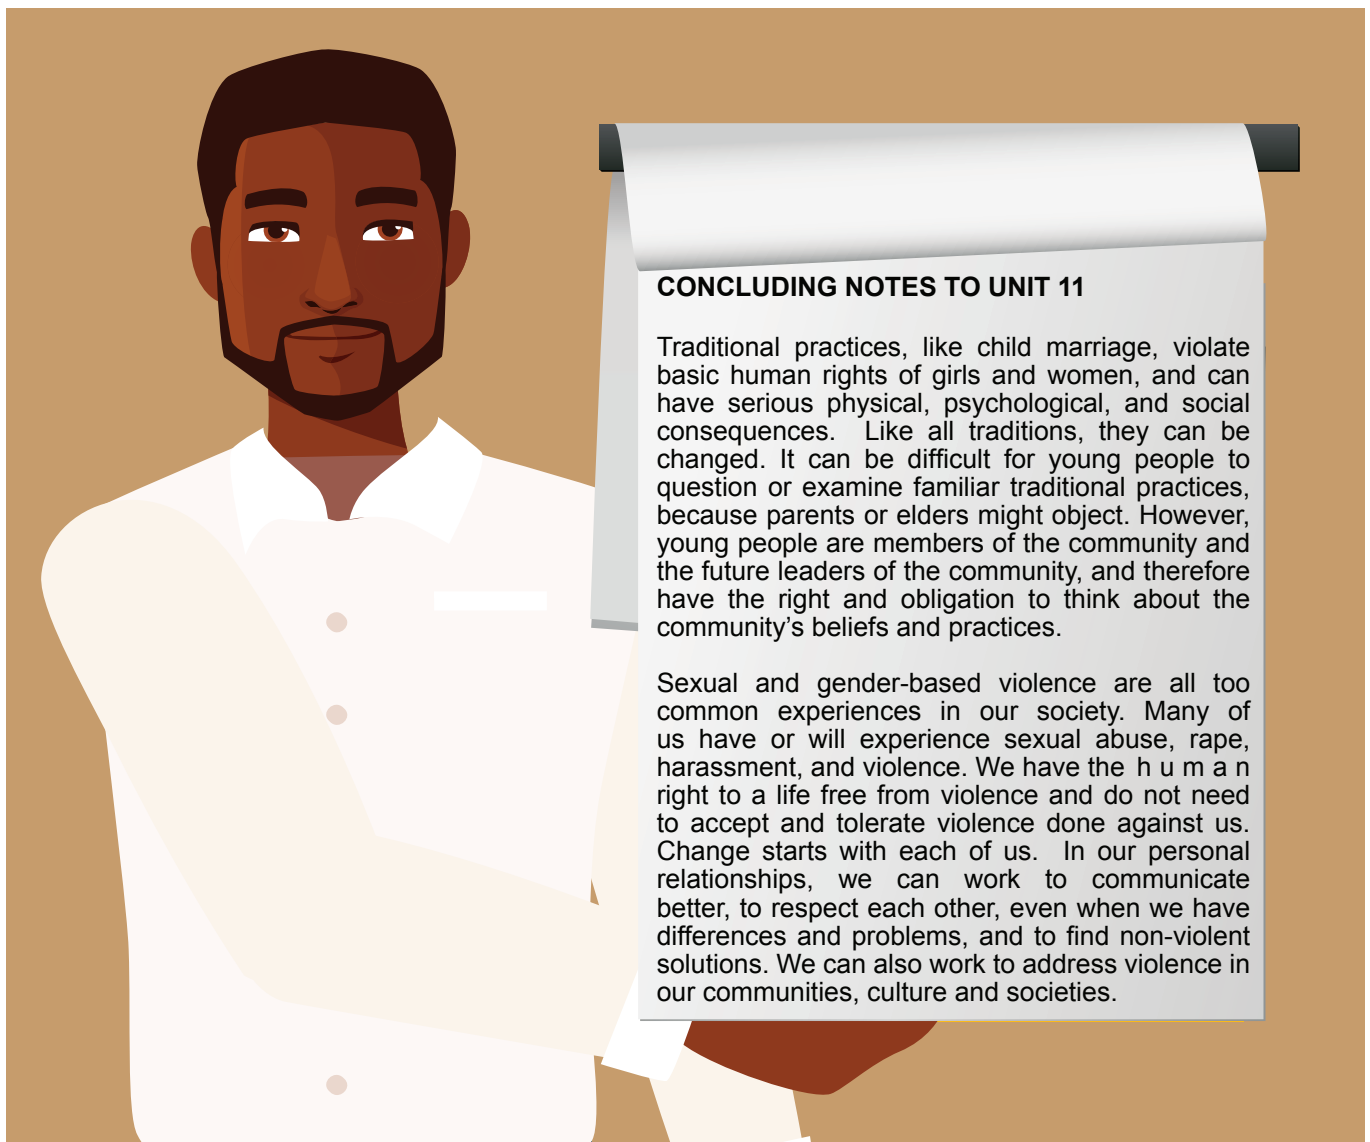 CONCLUDING NOTES TO UNIT 11
Traditional practices, like child marriage, violate
basic human rights of girls and women, and can
have serious physical, psychological, and social
consequences.  Like all traditions, they can be
changed. It can be difficult for young people to
question or examine familiar traditional practices,
because parents or elders might object. However,
young people are members of the community and
the future leaders of the community, and therefore
have the right and obligation to think about the
community’s beliefs and practices.
Sexual and gender-based violence are all too
common experiences in our society. Many of
us have or will experience sexual abuse, rape,
harassment, and violence. We have the h u m a n
right to a life free from violence and do not need
to accept and tolerate violence done against us.
Change starts with each of us.  In our personal
relationships, we can work to communicate
better, to respect each other, even when we have
differences and problems, and to find non-violent
solutions. We can also work to address violence in
our communities, culture and societies.